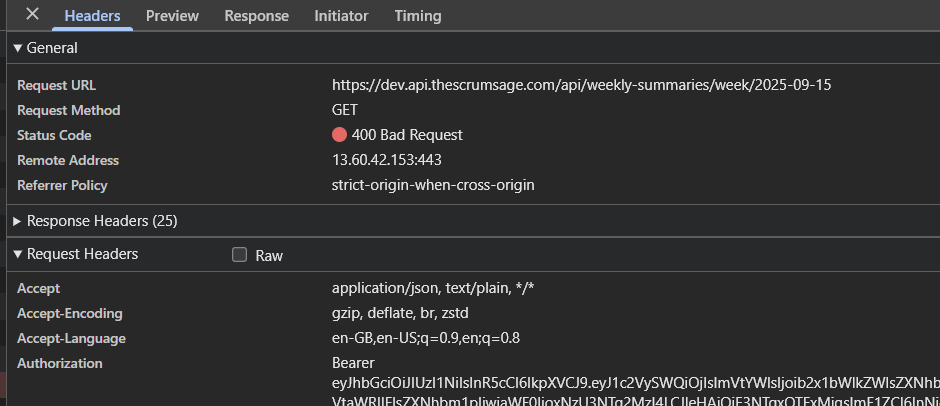 Headers Preview Response Initiator Timing
General
Request URL https://dev.api.thescrumsage.com/api/weekly-summaries/week/2025-09-15
Request Method GET
Status Code 400 Bad Request
Remote Address 13.60.42.153:443
Referrer Policy strict-origin-when-cross-origin
Response Headers (25)
Request Headers Raw
Accept application/json, text/plain, */*
Accept-Encoding gzip, deflate, br, zstd
Accept-Language en-GB,en-US;q=0.9,en;q=0.8
Authorization Bearer